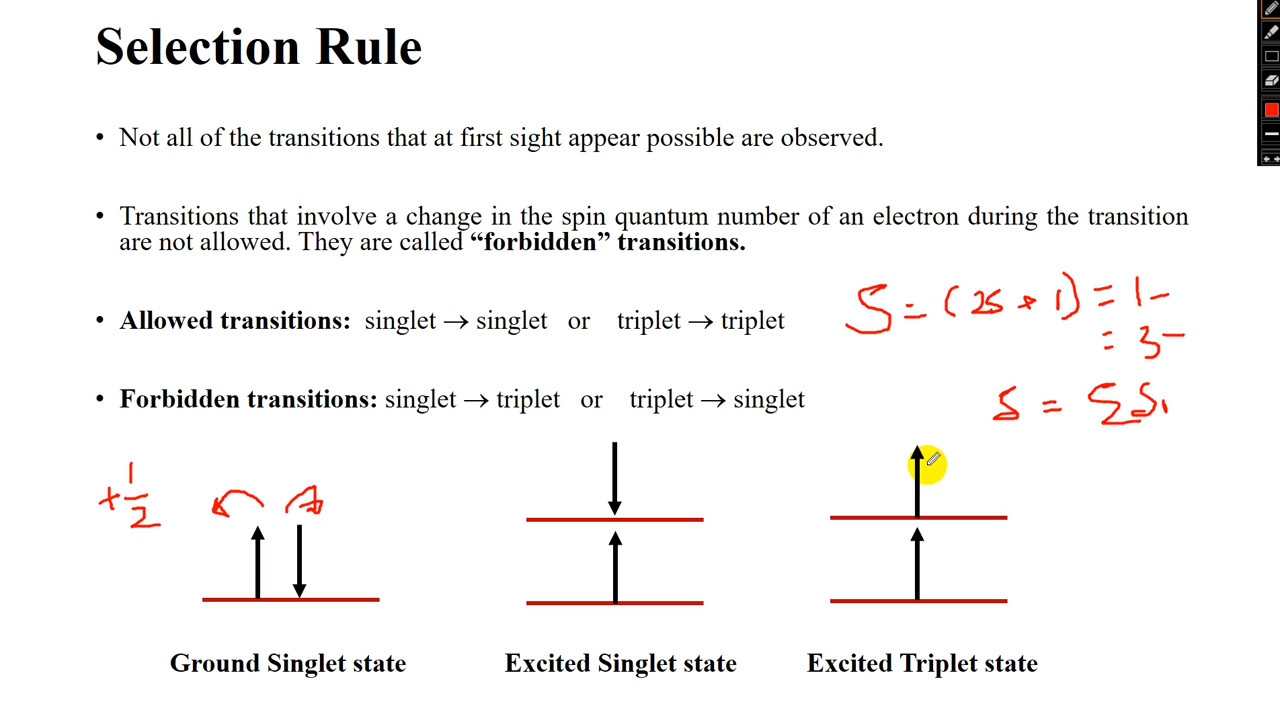 Selection Rule
• Not all of the transitions that at first sight appear possible are observed.
• Transitions that involve a change in the spin quantum number of an electron during the transition
are not allowed. They are called “forbidden” transitions.
S = (2S + 1) = 1 -
• Allowed transitions: singlet → singlet or triplet → triplet
= 3 -
• Forbidden transitions: singlet → triplet or triplet → singlet
S = ΣSi
+1/2
Ground Singlet state
Excited Singlet state
Excited Triplet state